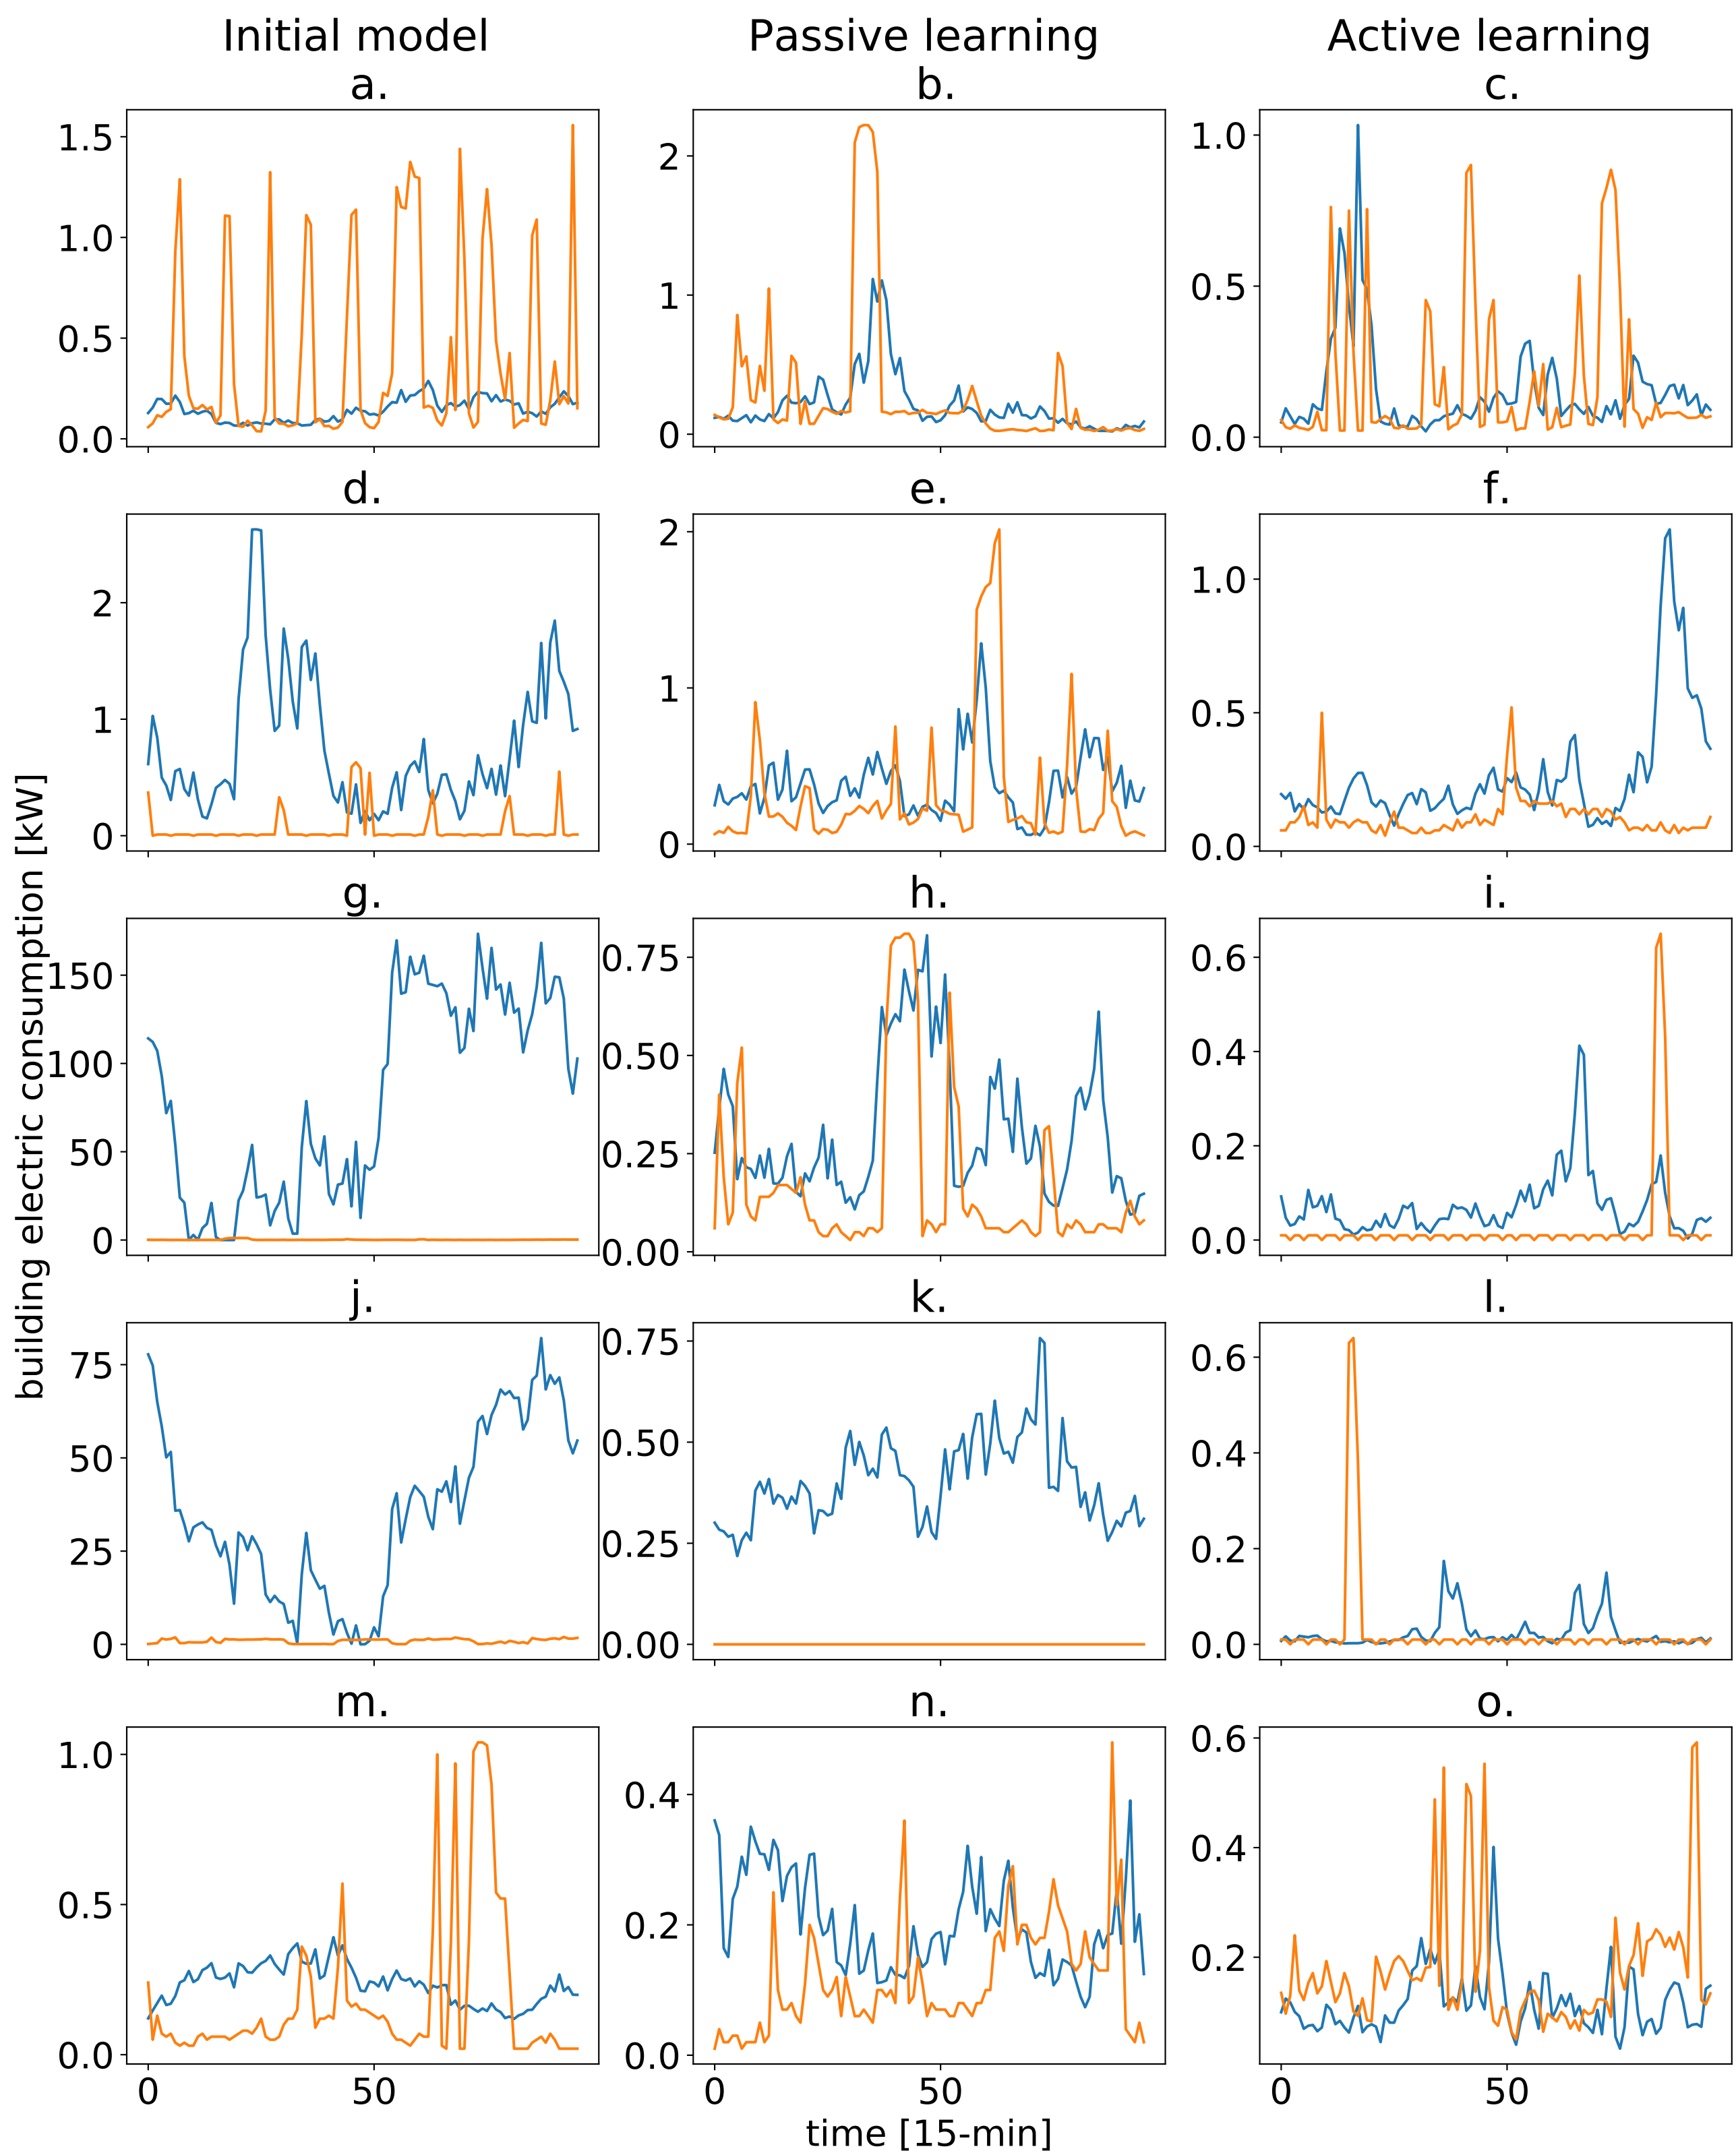 Initial model
Passive learning
Active learning
a.
b.
c.
1.5
1.0
0.5
0.0
2
1
0
1.0
0.5
0.0
d.
e.
f.
2
1
0
2
1
0
1.0
0.5
0.0
g.
h.
i.
150
100
50
0
0.75
0.50
0.25
0.00
0.6
0.4
0.2
0.0
j.
k.
l.
75
50
25
0
0.75
0.50
0.25
0.00
0.6
0.4
0.2
0.0
m.
n.
o.
1.0
0.5
0.0
0.4
0.2
0.0
0.6
0.4
0.2
0 50
0 50
0 50
building electric consumption [kW]
time [15-min]